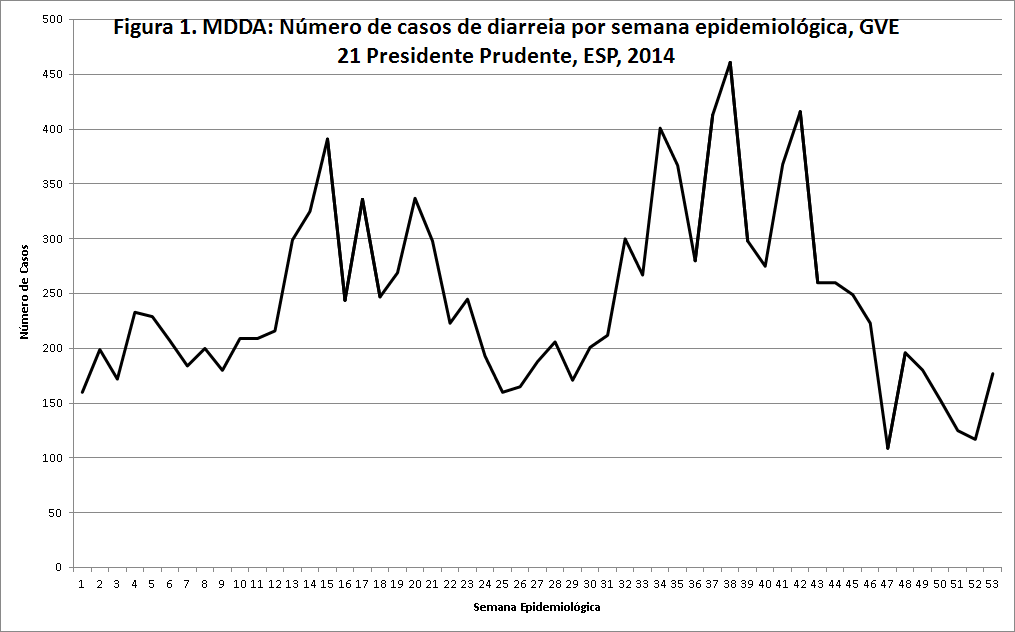 Figura 1. MDDA: Número de casos de diarreia por semana epidemiológica, GVE
21 Presidente Prudente, ESP, 2014
500
450
400
350
300
250
200
150
100
50
0
Número de Casos
1 2 3 4 5 6 7 8 9 10 11 12 13 14 15 16 17 18 19 20 21 22 23 24 25 26 27 28 29 30 31 32 33 34 35 36 37 38 39 40 41 42 43 44 45 46 47 48 49 50 51 52 53
Semana Epidemiológica